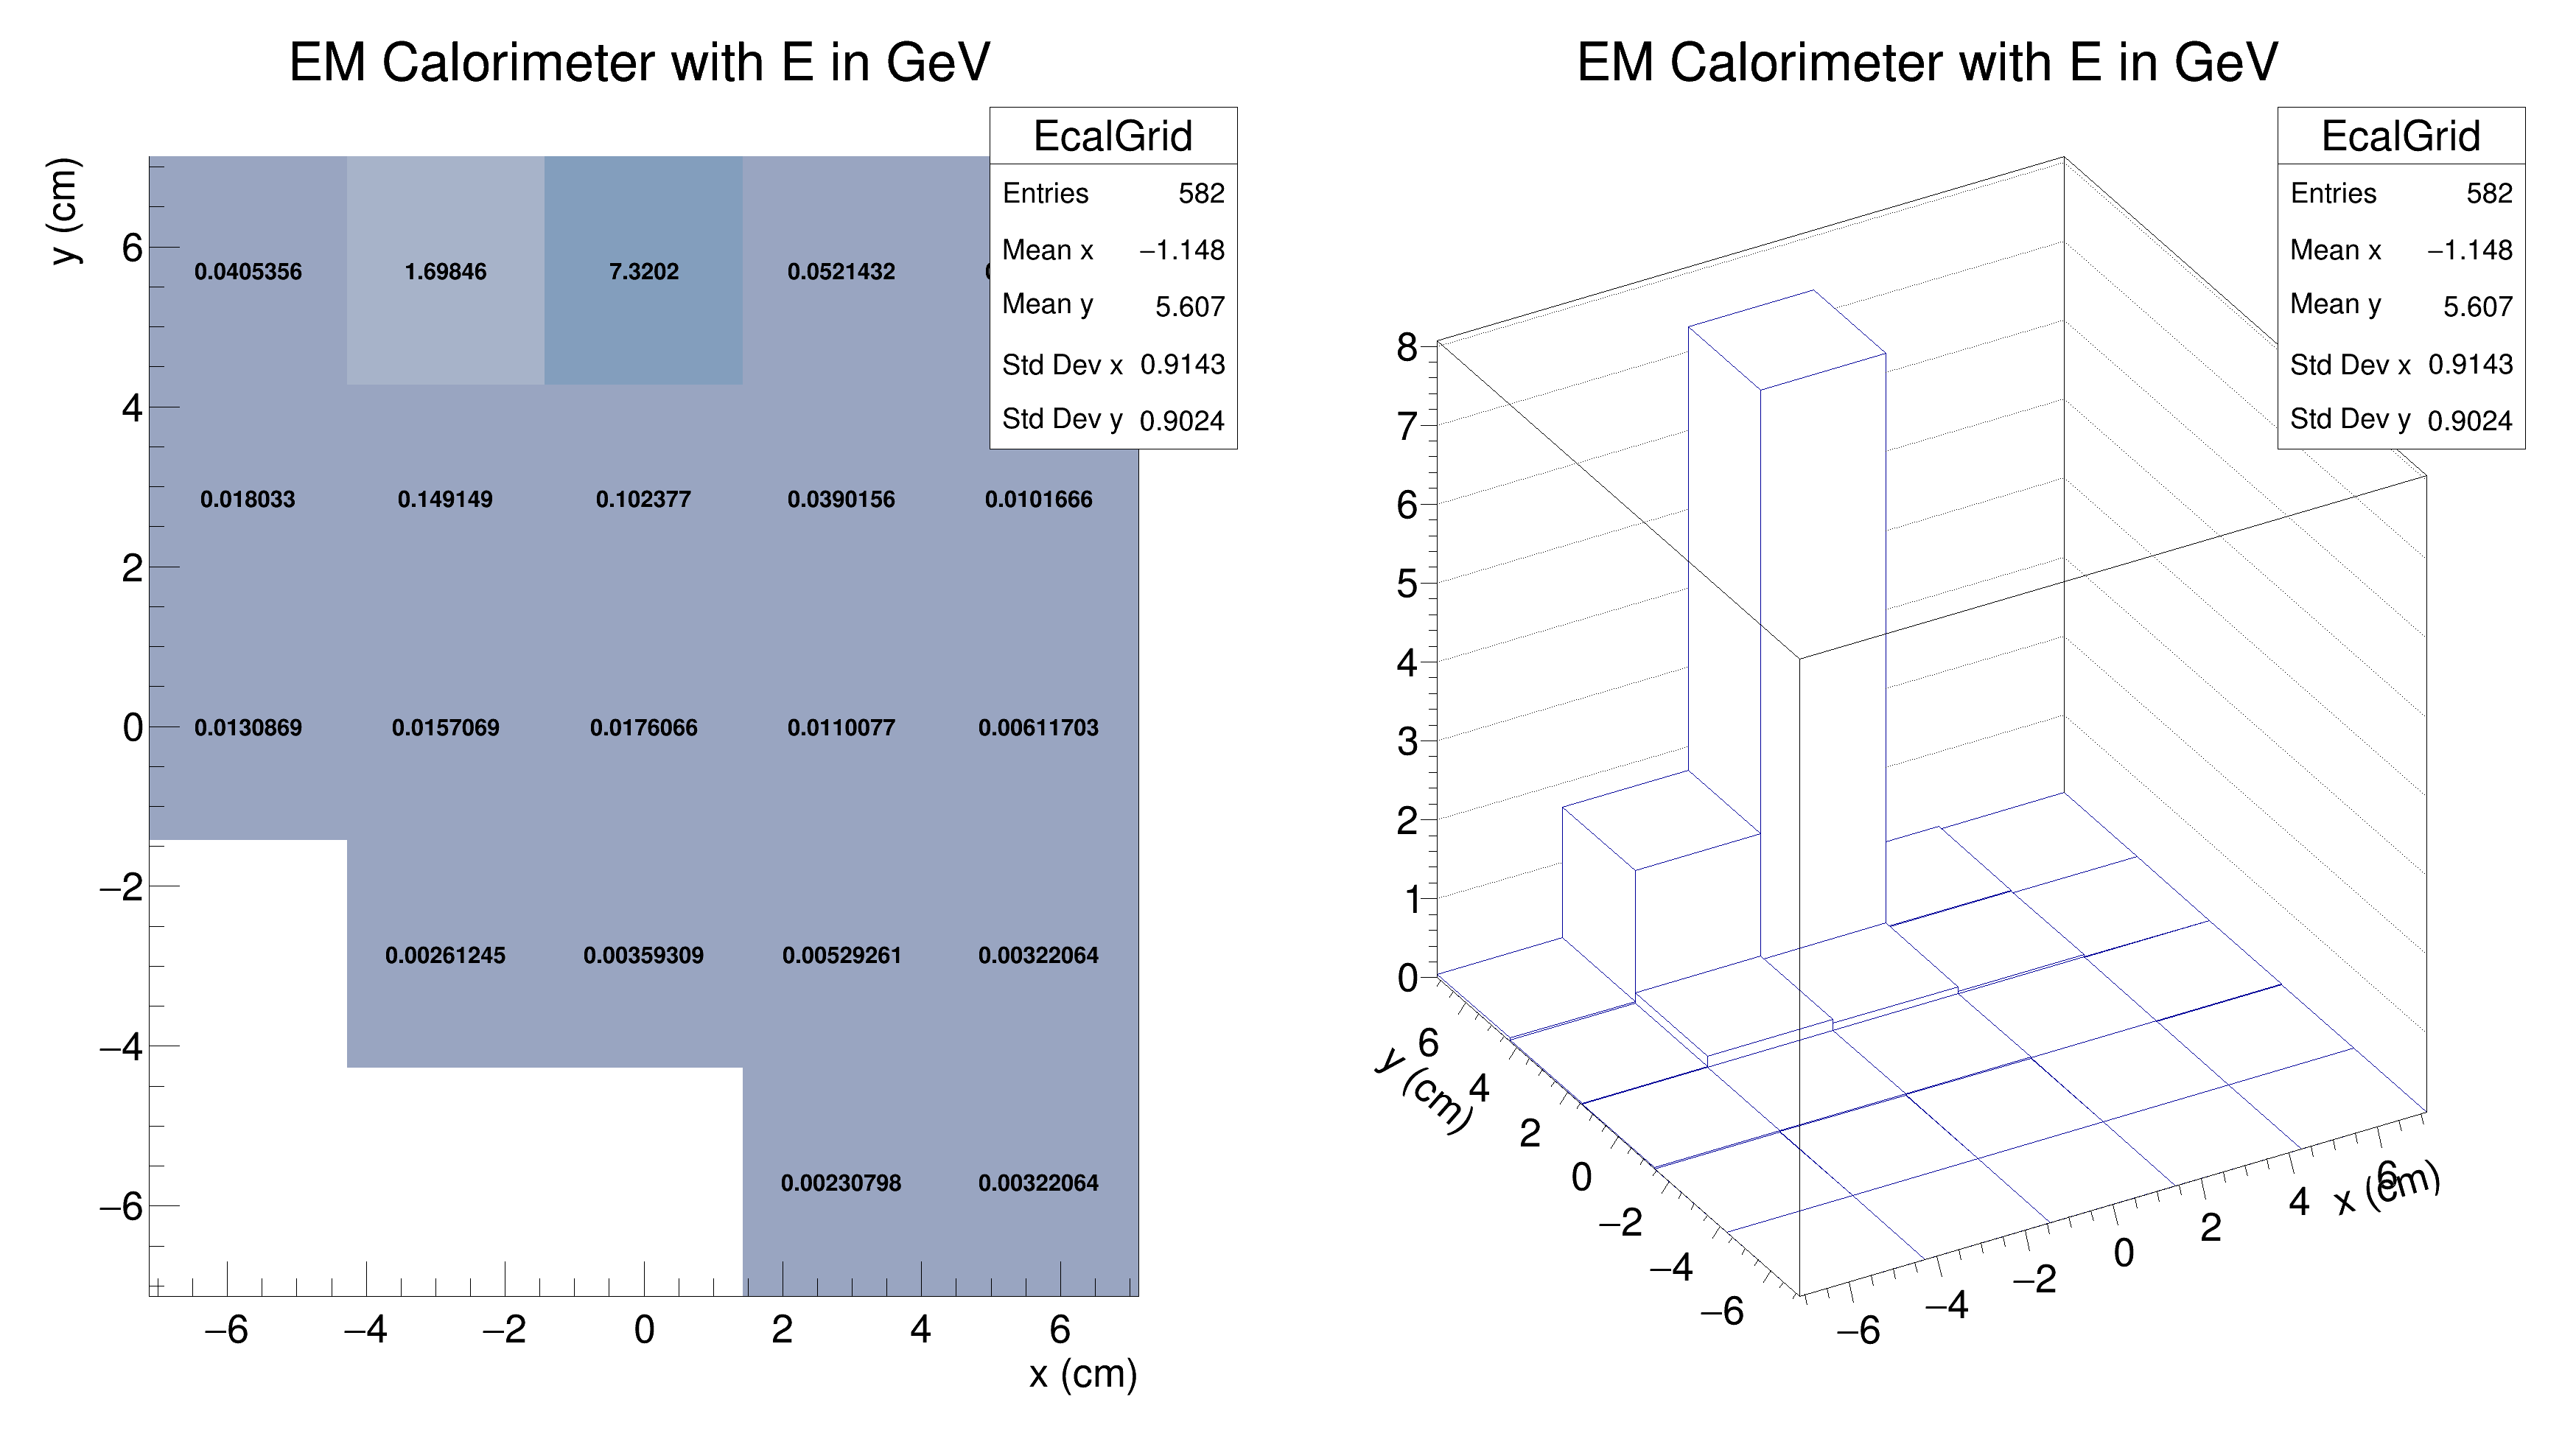 EM Calorimeter with E in GeV
y (cm)
6
4
2
0
−2
−4
−6
0.0405356 1.69846 7.3202 0.0521432
0.018033 0.149149 0.102377 0.0390156 0.0101666
0.0130869 0.0157069 0.0176066 0.0110077 0.00611703
0.00261245 0.00359309 0.00529261 0.00322064
0.00230798 0.00322064
−6 −4 −2 0 2 4 6
x (cm)
EcalGrid
Entries 582
Mean x −1.148
Mean y 5.607
Std Dev x 0.9143
Std Dev y 0.9024
EM Calorimeter with E in GeV
EcalGrid
Entries 582
Mean x −1.148
Mean y 5.607
Std Dev x 0.9143
Std Dev y 0.9024
8
7
6
5
4
3
2
1
0
6
4
2
0
−2
−4
−6
y (cm)
−6 −4 −2 0 2 4 6
x (cm)